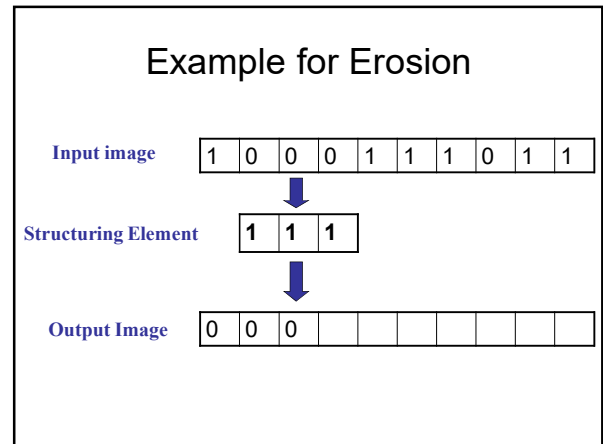 Example for Erosion
Input image 1 0 0 0 1 1 1 0 1 1
Structuring Element 1 1 1
Output Image 0 0 0